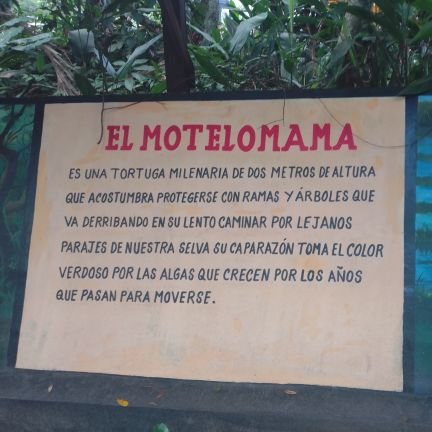 EL MOTELOMAMA
ES UNA TORTUGA MILENARIA DE DOS METROS DE ALTURA
QUE ACOSTUMBRA PROTEGERSE CON RAMAS Y ÁRBOLES QUE
VA DERRIBANDO EN SU LENTO CAMINAR POR LEJANOS
PARAJES DE NUESTRA SELVA SU CAPARAZÓN TOMA EL COLOR
VERDOSO POR LAS ALGAS QUE CRECEN POR LOS AÑOS
QUE PASAN PARA MOVERSE.